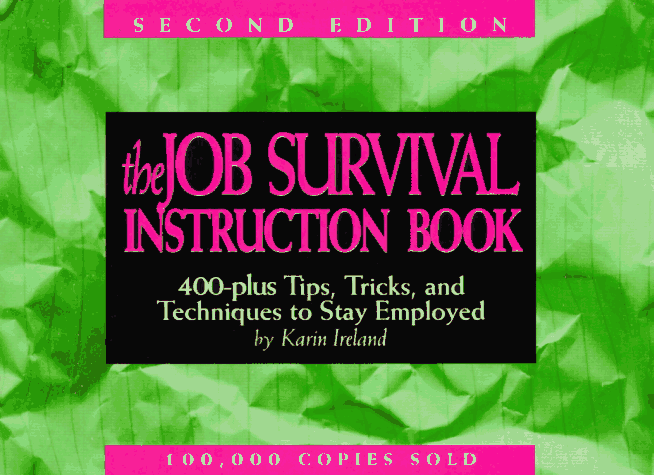 SECOND EDITION
the JOB SURVIVAL
INSTRUCTION BOOK
400-plus Tips, Tricks, and
Techniques to Stay Employed
by Karin Ireland
100,000 COPIES SOLD